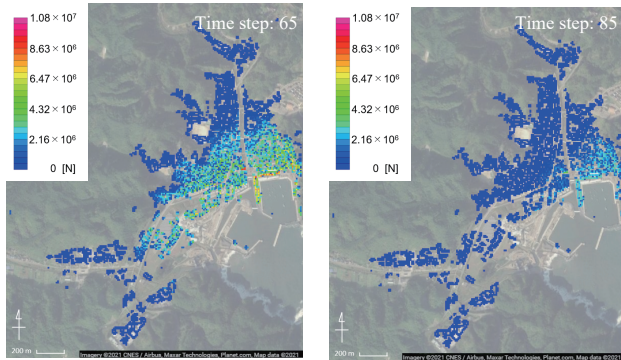 1.08 × 10⁷
8.63 × 10⁶
6.47 × 10⁶
4.32 × 10⁶
2.16 × 10⁶
0 [N]
Time step: 65
4
200 m
Imagery ©2021 CNES / Airbus, Maxar Technologies, Planet.com, Map data ©2021
1.08 × 10⁷
8.63 × 10⁶
6.47 × 10⁶
4.32 × 10⁶
2.16 × 10⁶
0 [N]
Time step: 85
4
200 m
Imagery ©2021 CNES / Airbus, Maxar Technologies, Planet.com, Map data ©2021